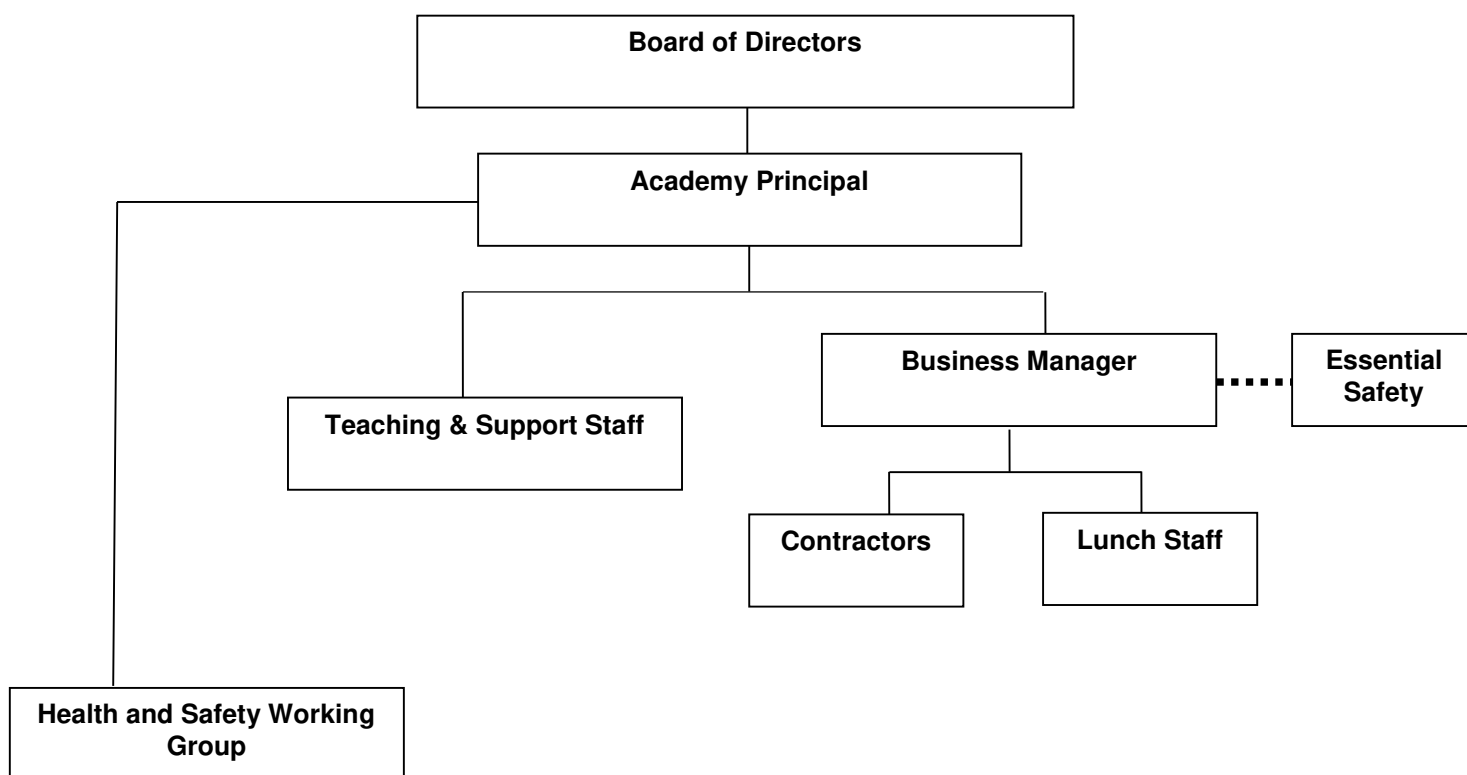 Board of Directors
Academy Principal
Business Manager
Essential
Safety
Teaching & Support Staff
Contractors
Lunch Staff
Health and Safety Working
Group